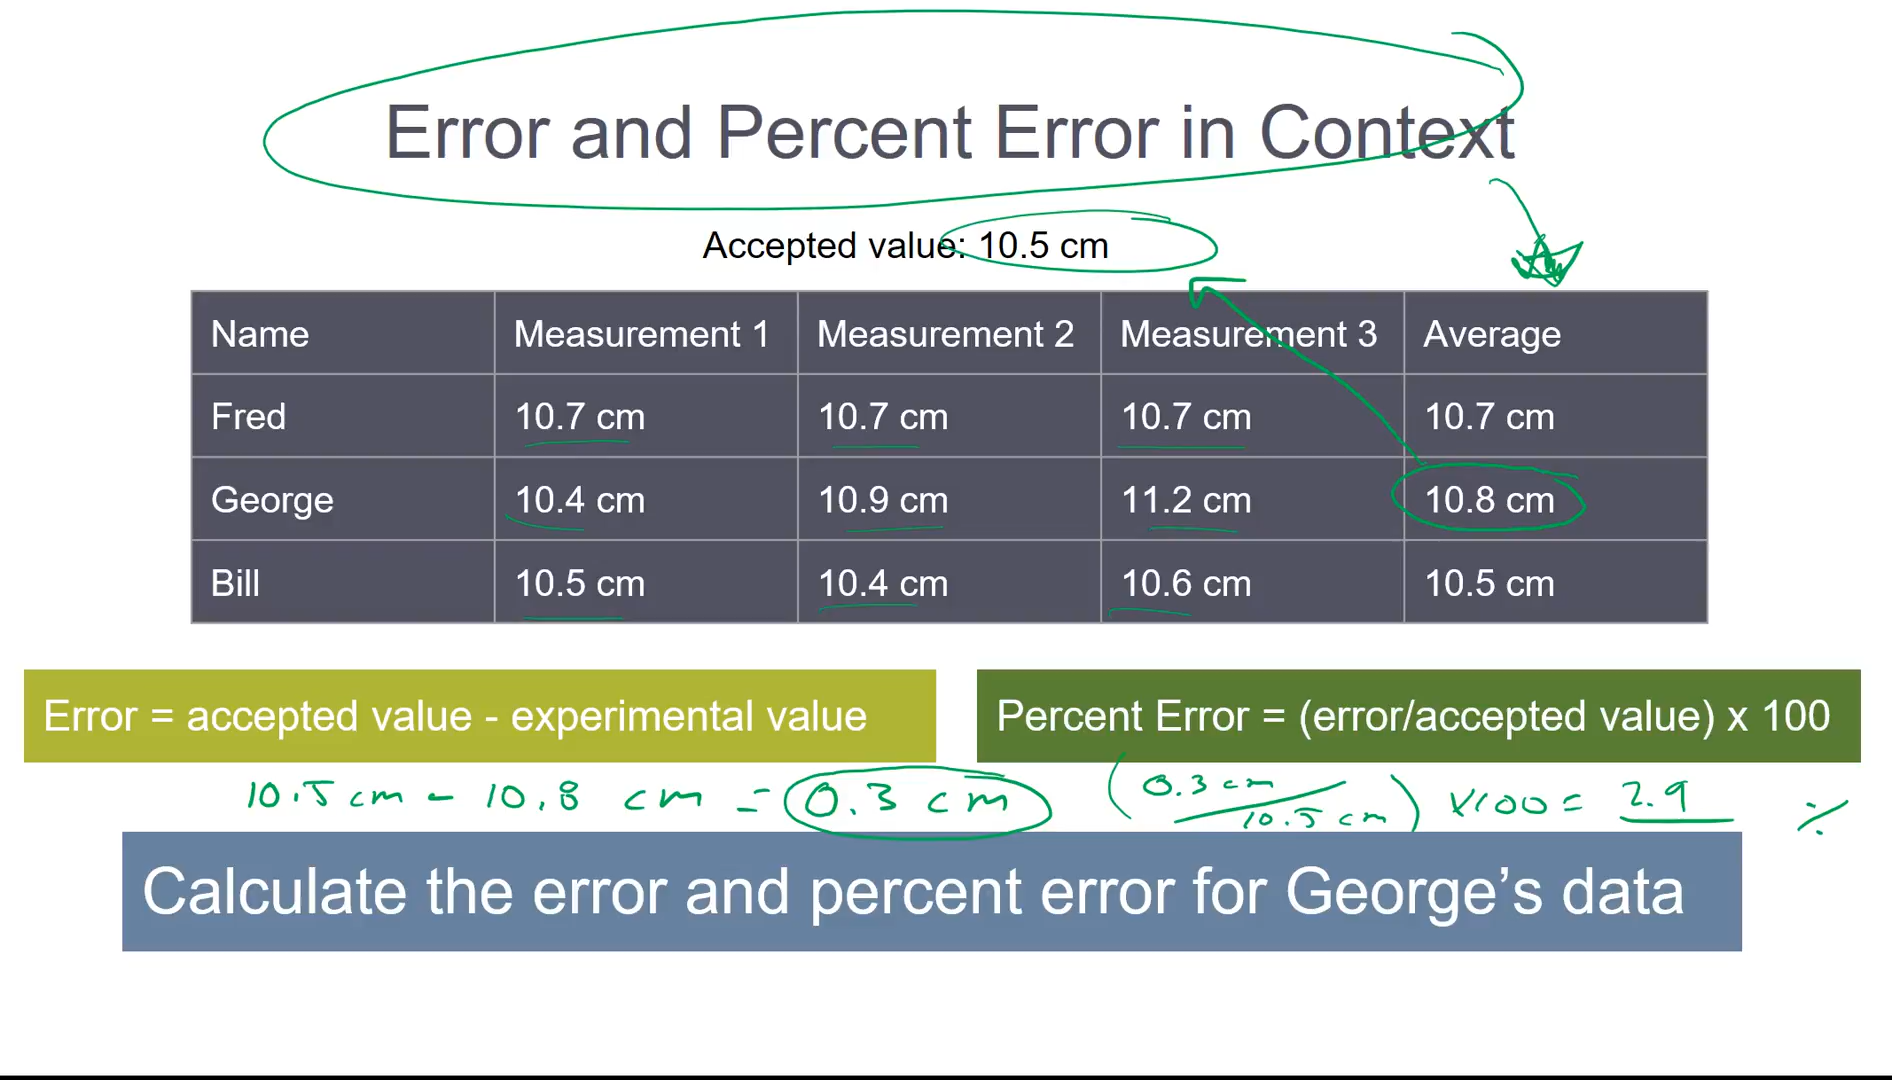 Error and Percent Error in Context
Accepted value: 10.5 cm
Name Measurement 1 Measurement 2 Measurement 3 Average
Fred 10.7 cm 10.7 cm 10.7 cm 10.7 cm
George 10.4 cm 10.9 cm 11.2 cm 10.8 cm
Bill 10.5 cm 10.4 cm 10.6 cm 10.5 cm
Error = accepted value - experimental value
Percent Error = (error/accepted value) x 100
10.5 cm - 10.8 cm = 0.3 cm
(0.3 cm / 10.5 cm) x100 = 2.9 %
Calculate the error and percent error for George’s data